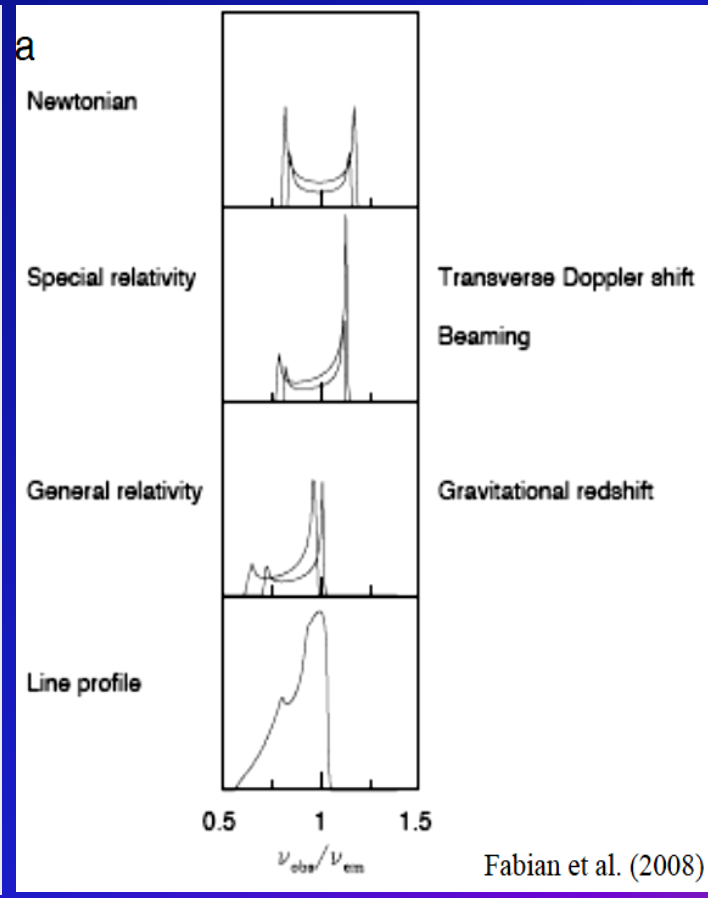 a
Newtonian
Special relativity
Transverse Doppler shift
Beaming
General relativity
Gravitational redshift
Line profile
0.5 1 1.5
ν_obs/ν_em
Fabian et al. (2008)